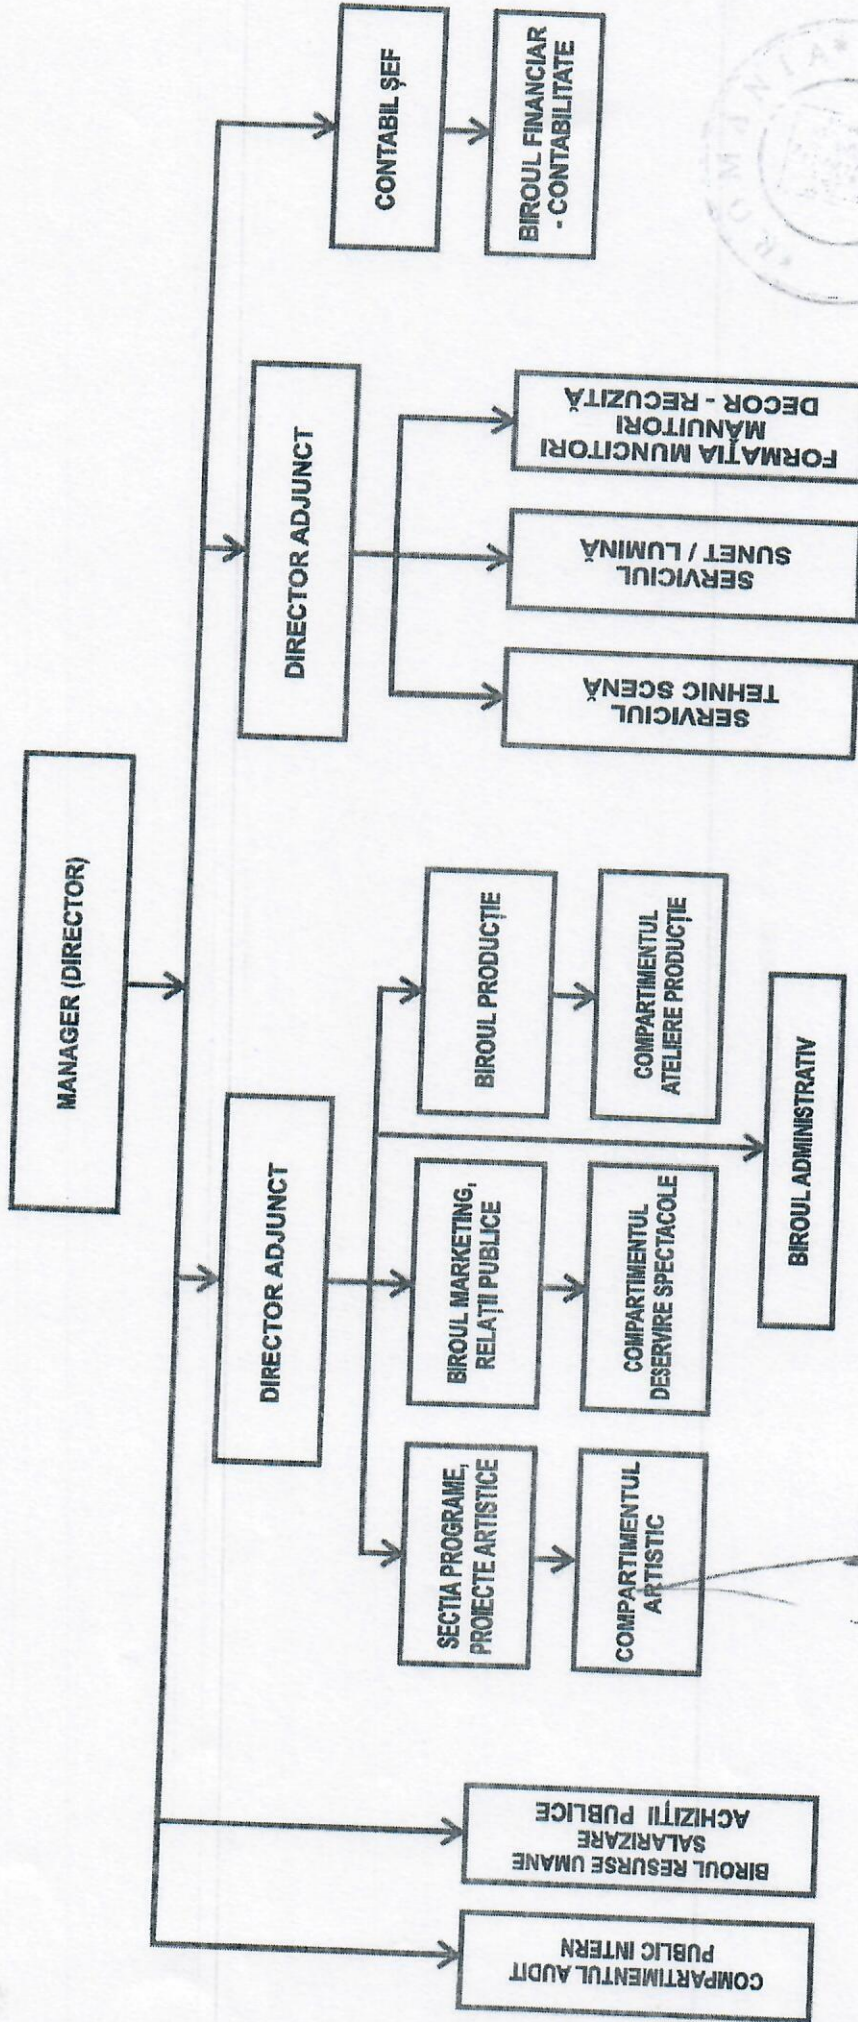 MANAGER (DIRECTOR)
DIRECTOR ADJUNCT
DIRECTOR ADJUNCT
CONTABIL ȘEF
COMPARTIMENTUL AUDIT
PUBLIC INTERN
BIROUL RESURSE UMANE
SALARIZARE
ACHIZIȚII PUBLICE
SECTIA PROGRAME,
PROIECTE ARTISTICE
BIROUL MARKETING,
RELAȚII PUBLICE
BIROUL PRODUCȚIE
COMPARTIMENTUL
ARTISTIC
COMPARTIMENTUL
DESERVIRE SPECTACOLE
COMPARTIMENTUL
ATELIERE PRODUCȚIE
BIROUL ADMINISTRATIV
SERVICIUL
TEHNIC SCENĂ
SERVICIUL
SUNET / LUMINĂ
FORMAȚIA MUNCITORI
MÂNUITORI
DECOR - RECUZITĂ
BIROUL FINANCIAR
- CONTABILITATE
*ROMÂNIA*